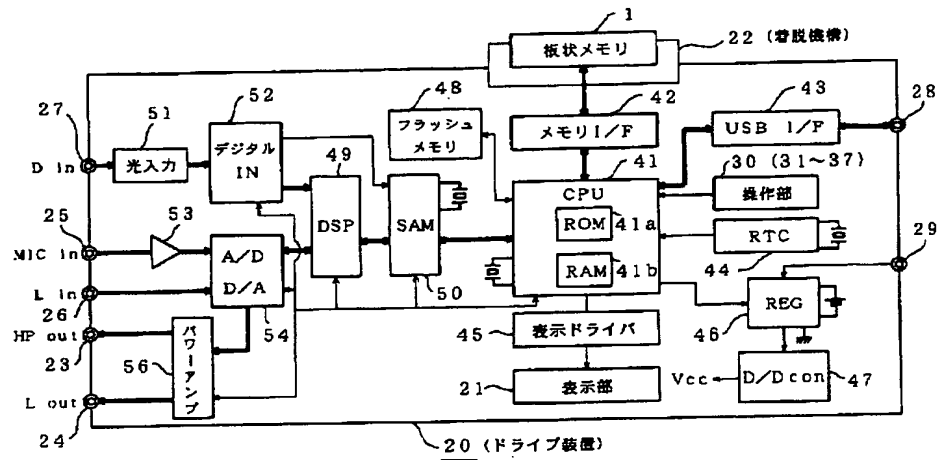 1
板状メモリ
22 (着脱機構)
27
51
52
48
42
43
28
フラッシュ
メモリ
メモリI/F
USB I/F
D in
光入力
デジタル
IN
49
41
30 (31～37)
CPU
操作部
25
53
DSP
SAM
ROM
41a
RTC
29
MIC in
A/D
D/A
RAM
41b
44
L in
50
REG
26
54
45
表示ドライバ
46
HP out
23
56
パワーアンプ
21
表示部
Vcc
D/Dcon
47
L out
24
20 (ドライブ装置)